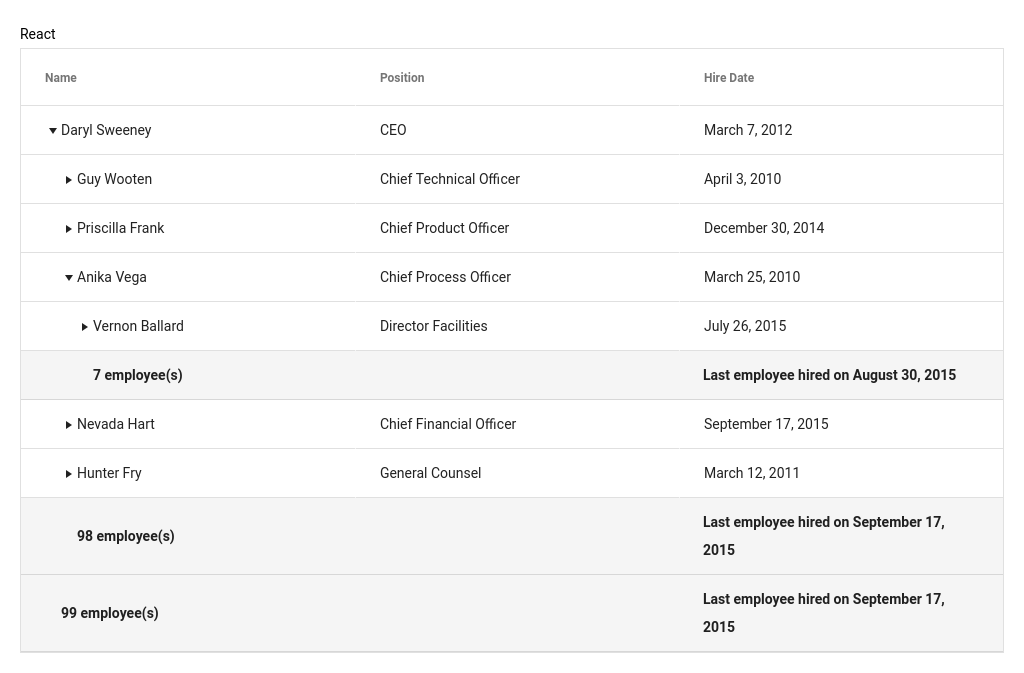 React
Name Position Hire Date
Daryl Sweeney CEO March 7, 2012
Guy Wooten Chief Technical Officer April 3, 2010
Priscilla Frank Chief Product Officer December 30, 2014
Anika Vega Chief Process Officer March 25, 2010
Vernon Ballard Director Facilities July 26, 2015
7 employee(s) Last employee hired on August 30, 2015
Nevada Hart Chief Financial Officer September 17, 2015
Hunter Fry General Counsel March 12, 2011
98 employee(s) Last employee hired on September 17,
2015
99 employee(s) Last employee hired on September 17,
2015